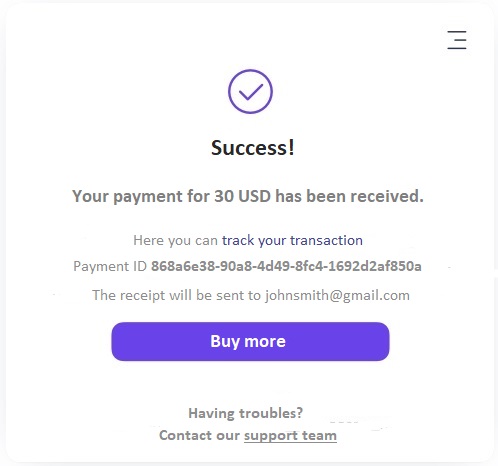 Success!
Your payment for 30 USD has been received.
Here you can track your transaction
Payment ID 868a6e38-90a8-4d49-8fc4-1692d2af850a
The receipt will be sent to johnsmith@gmail.com
Buy more
Having troubles?
Contact our support team